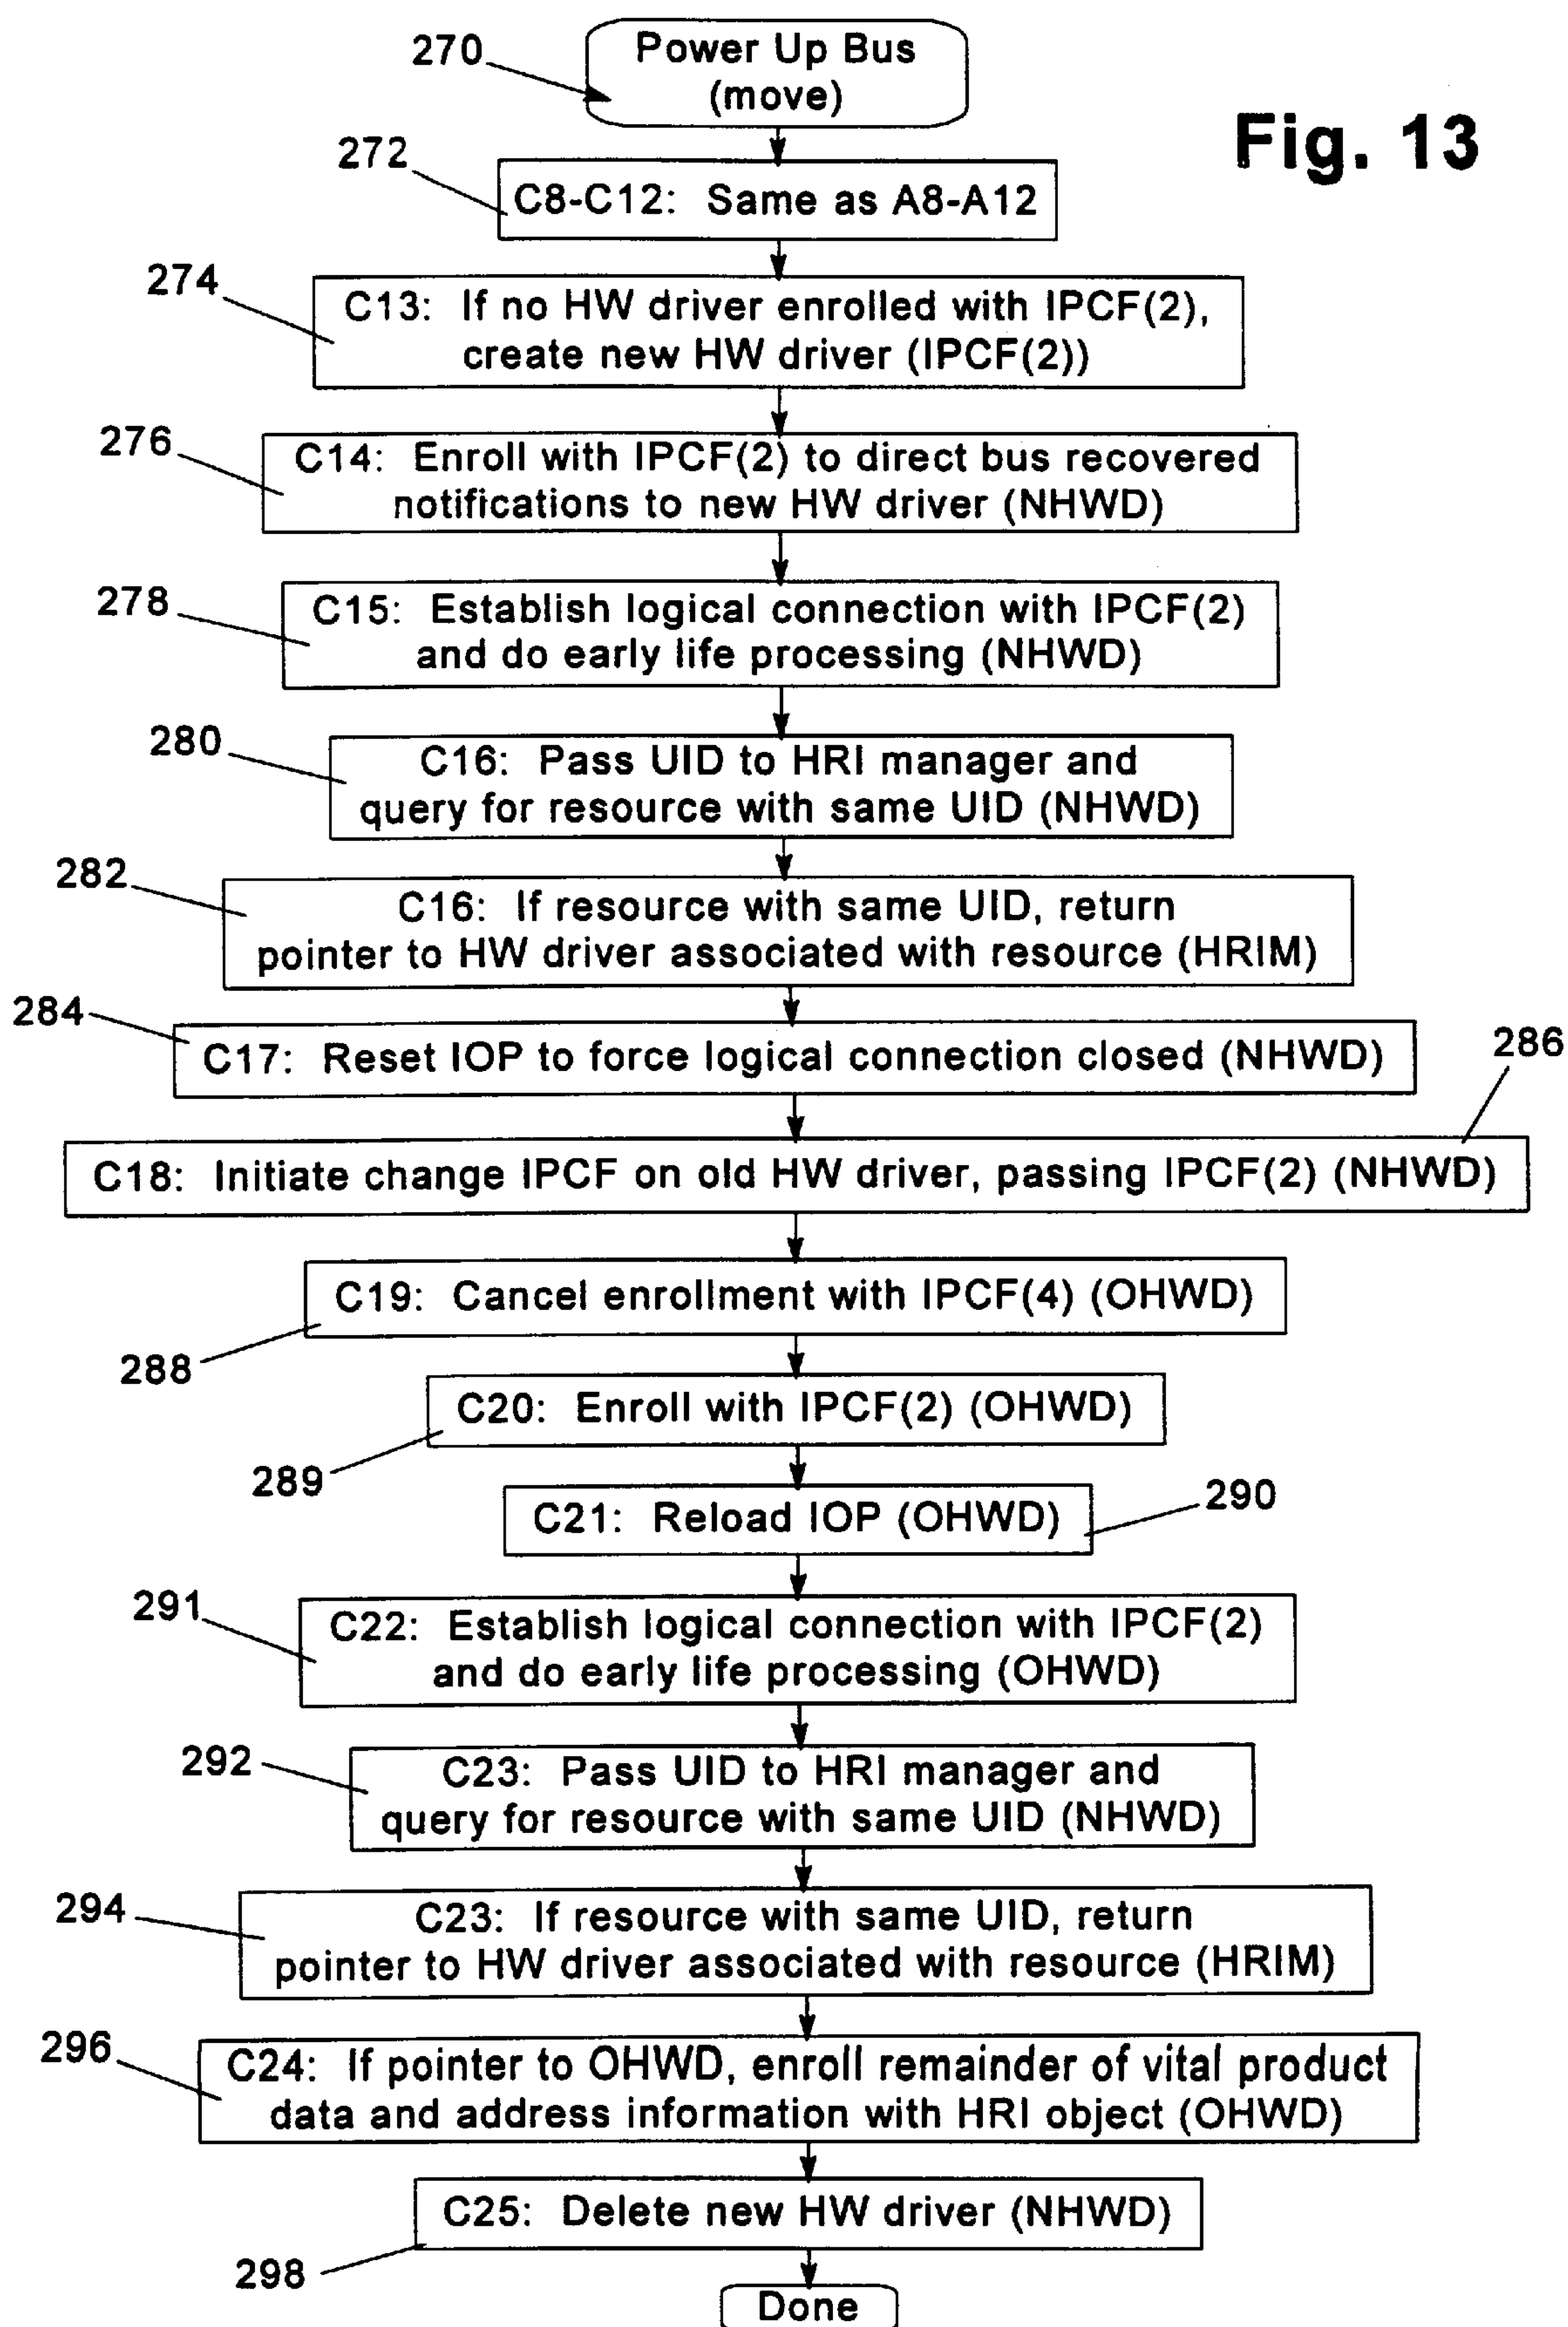 270
Power Up Bus
(move)
Fig. 13
272
C8-C12: Same as A8-A12
274
C13: If no HW driver enrolled with IPCF(2),
create new HW driver (IPCF(2))
276
C14: Enroll with IPCF(2) to direct bus recovered
notifications to new HW driver (NHWD)
278
C15: Establish logical connection with IPCF(2)
and do early life processing (NHWD)
280
C16: Pass UID to HRI manager and
query for resource with same UID (NHWD)
282
C16: If resource with same UID, return
pointer to HW driver associated with resource (HRIM)
284
C17: Reset IOP to force logical connection closed (NHWD)
286
C18: Initiate change IPCF on old HW driver, passing IPCF(2) (NHWD)
C19: Cancel enrollment with IPCF(4) (OHWD)
288
C20: Enroll with IPCF(2) (OHWD)
289
C21: Reload IOP (OHWD)
290
291
C22: Establish logical connection with IPCF(2)
and do early life processing (OHWD)
292
C23: Pass UID to HRI manager and
query for resource with same UID (NHWD)
294
C23: If resource with same UID, return
pointer to HW driver associated with resource (HRIM)
296
C24: If pointer to OHWD, enroll remainder of vital product
data and address information with HRI object (OHWD)
C25: Delete new HW driver (NHWD)
298
Done